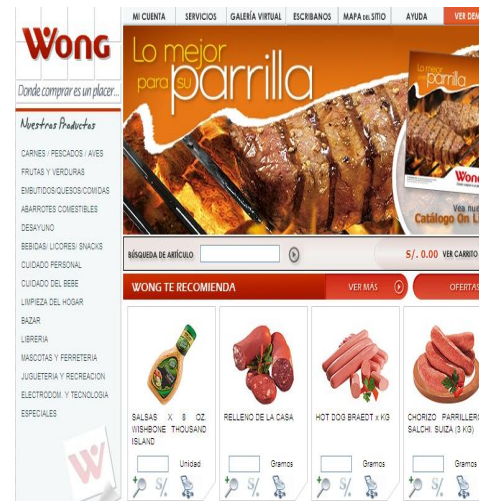 MI CUENTA
SERVICIOS
GALERÍA VIRTUAL
ESCRIBANOS
MAPA DEL SITIO
AYUDA
VER DEM
Wong
Donde comprar es un placer...
Lo mejor
para su parrilla
Lo mejor
parrilla
Wong
Vea nue
Catálogo On Li
Nuestros Productos
CARNES / PESCADOS / AVES
FRUTAS Y VERDURAS
EMBUTIDOS/QUESOS/COMIDAS
ABARROTES COMESTIBLES
DESAYUNO
BEBIDAS/ LICORES/ SNACKS
CUIDADO PERSONAL
CUIDADO DEL BEBE
LIMPIEZA DEL HOGAR
BAZAR
LIBRERIA
MASCOTAS Y FERRETERIA
JUGUETERIA Y RECREACION
ELECTRODOM. Y TECNOLOGIA
ESPECIALES
W
BÚSQUEDA DE ARTÍCULO
S/. 0.00 VER CARRITO
WONG TE RECOMIENDA
VER MÁS
OFERTAS
SALSAS X 8 OZ.
WISHBONE THOUSAND
ISLAND
Unidad
S/.
RELLENO DE LA CASA
Gramos
S/.
HOT DOG BRAEDT x KG
Gramos
S/.
CHORIZO PARRILLERO
SALCHI. SUIZA (3 KG)
Gramos
S/.